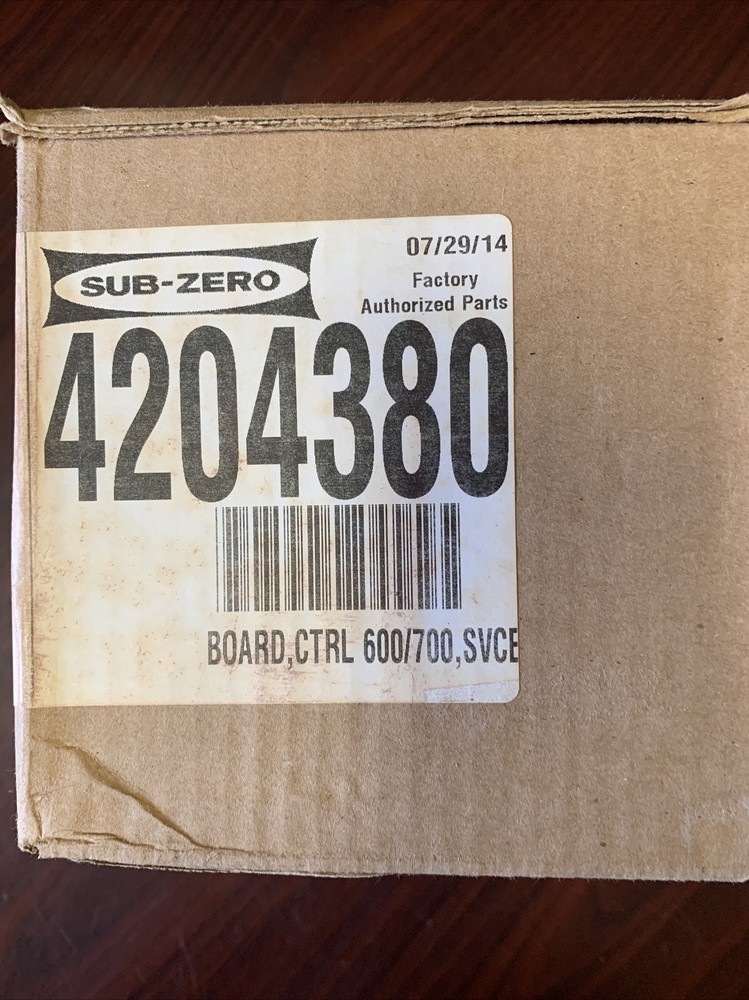 SUB-ZERO
07/29/14
Factory
Authorized Parts
4204380
BOARD,CTRL 600/700,SVCE